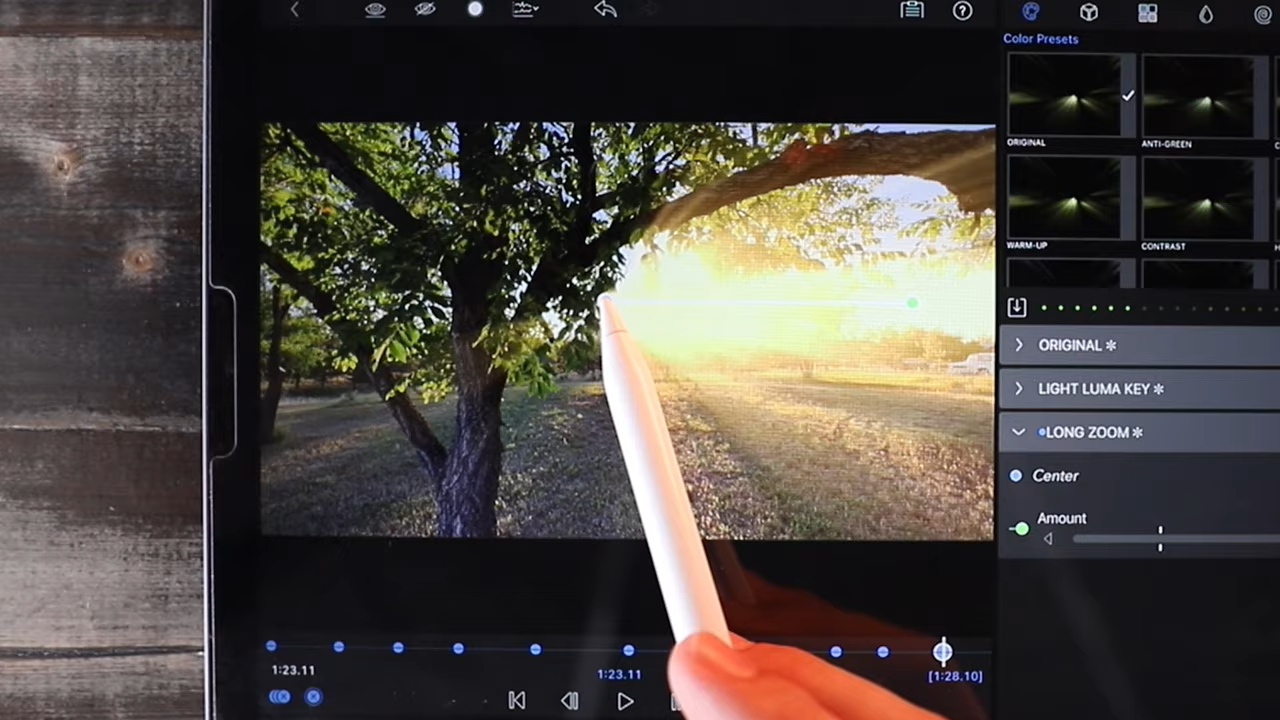 Color Presets
ORIGINAL
ANTI-GREEN
WARM-UP
CONTRAST
ORIGINAL ✻
LIGHT LUMA KEY ✻
LONG ZOOM ✻
Center
Amount
1:23.11
1:23.11
[1:28.10]